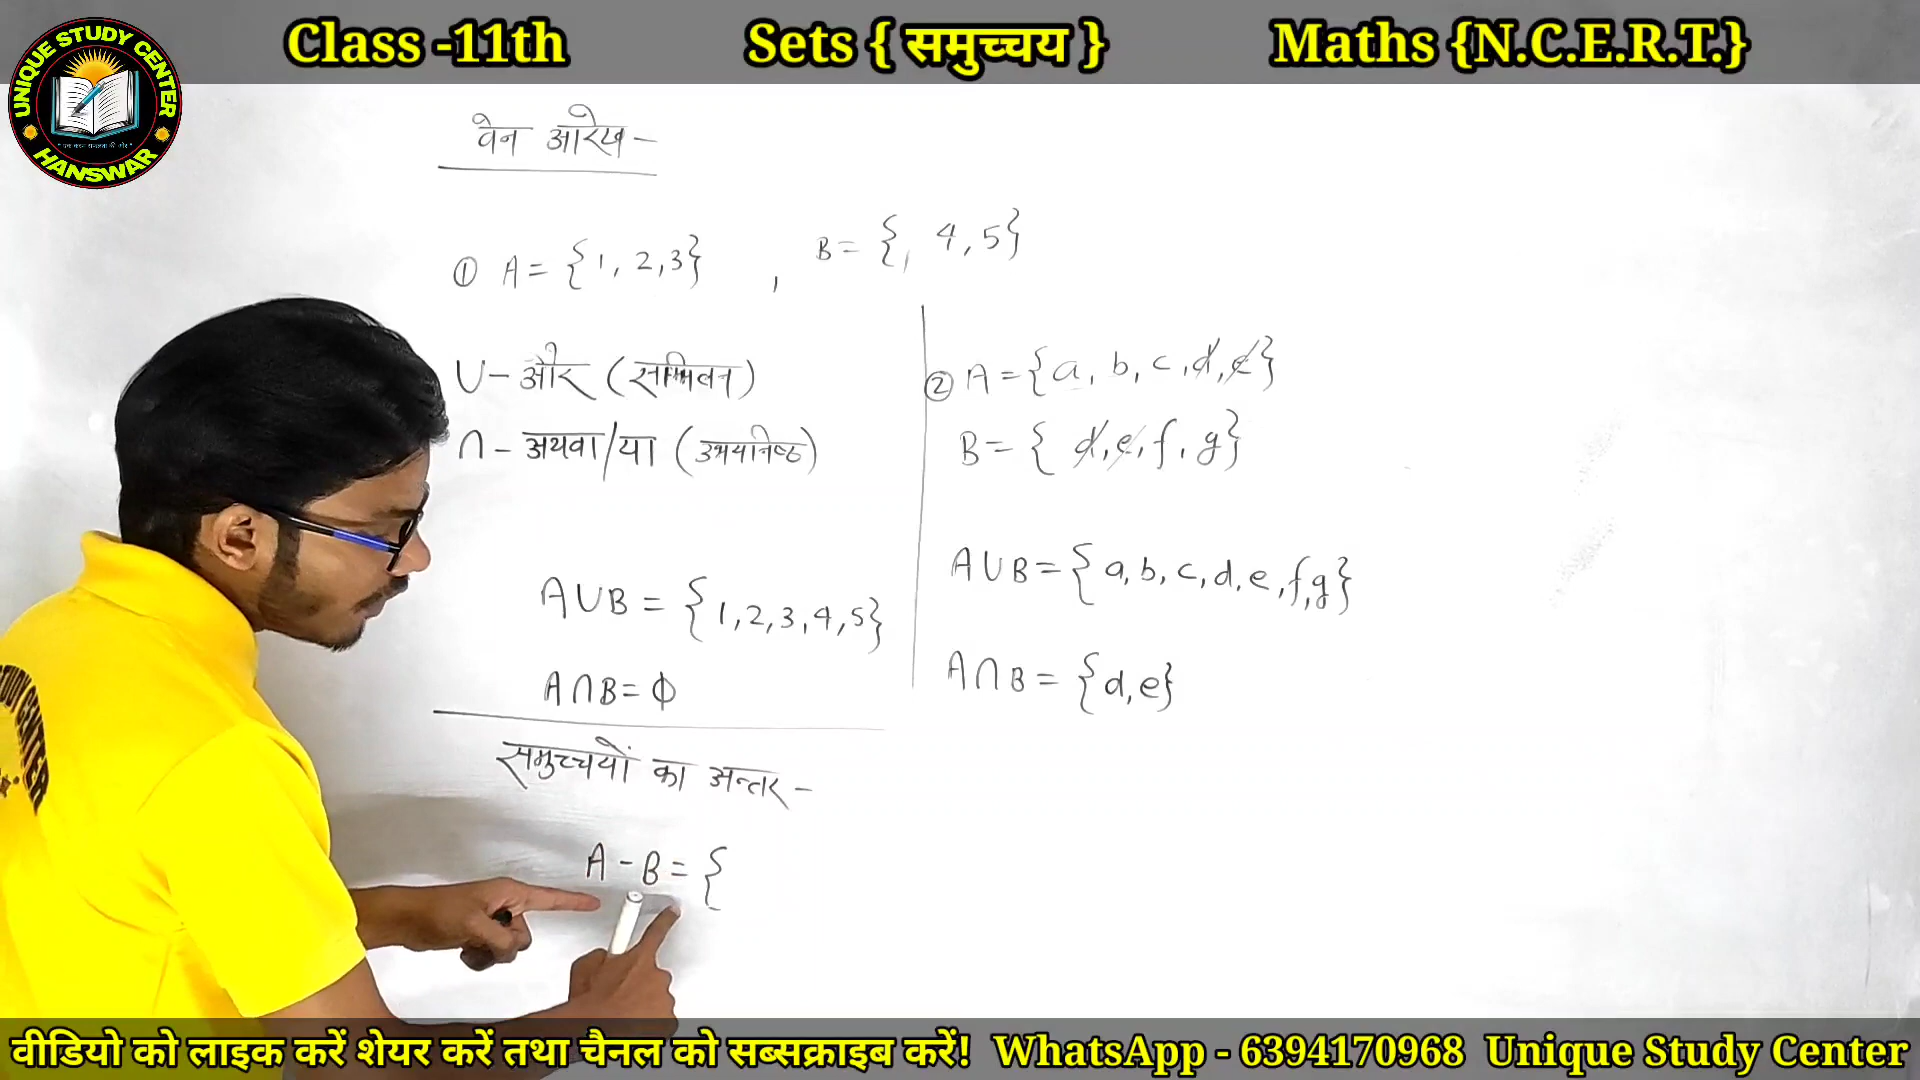 Class -11th
Sets { समुच्चय }
Maths {N.C.E.R.T.}
UNIQUE STUDY CENTER
HANSWAR
वेन आरेख -
① A = {1, 2, 3} , B = {, 4, 5}
U - और (सम्मिलन)
∩ - अथवा/या (उभयनिष्ठ)
A U B = {1, 2, 3, 4, 5}
A ∩ B = ϕ
② A = {a, b, c, d, e}
B = { d, e, f, g}
A U B = {a, b, c, d, e, f, g}
A ∩ B = {d, e}
समुच्चयों का अन्तर -
A - B = {
STUDY CENTER
वीडियो को लाइक करें शेयर करें तथा चैनल को सब्सक्राइब करें! WhatsApp - 6394170968 Unique Study Center